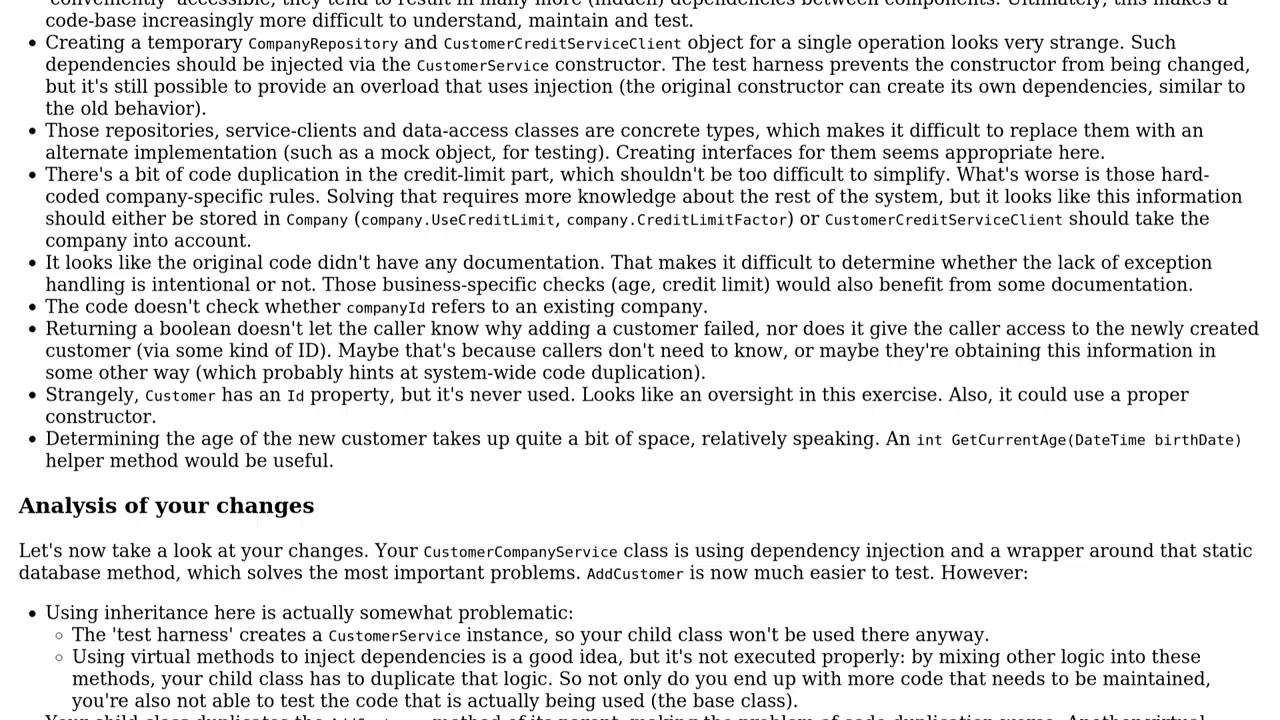 'conveniently' accessible, they tend to result in many more (hidden) dependencies between components. Ultimately, this makes a
code-base increasingly more difficult to understand, maintain and test.
• Creating a temporary CompanyRepository and CustomerCreditServiceClient object for a single operation looks very strange. Such
dependencies should be injected via the CustomerService constructor. The test harness prevents the constructor from being changed,
but it's still possible to provide an overload that uses injection (the original constructor can create its own dependencies, similar to
the old behavior).
• Those repositories, service-clients and data-access classes are concrete types, which makes it difficult to replace them with an
alternate implementation (such as a mock object, for testing). Creating interfaces for them seems appropriate here.
• There's a bit of code duplication in the credit-limit part, which shouldn't be too difficult to simplify. What's worse is those hard-
coded company-specific rules. Solving that requires more knowledge about the rest of the system, but it looks like this information
should either be stored in Company (company.UseCreditLimit, company.CreditLimitFactor) or CustomerCreditServiceClient should take the
company into account.
• It looks like the original code didn't have any documentation. That makes it difficult to determine whether the lack of exception
handling is intentional or not. Those business-specific checks (age, credit limit) would also benefit from some documentation.
• The code doesn't check whether companyId refers to an existing company.
• Returning a boolean doesn't let the caller know why adding a customer failed, nor does it give the caller access to the newly created
customer (via some kind of ID). Maybe that's because callers don't need to know, or maybe they're obtaining this information in
some other way (which probably hints at system-wide code duplication).
• Strangely, Customer has an Id property, but it's never used. Looks like an oversight in this exercise. Also, it could use a proper
constructor.
• Determining the age of the new customer takes up quite a bit of space, relatively speaking. An int GetCurrentAge(DateTime birthDate)
helper method would be useful.
Analysis of your changes
Let's now take a look at your changes. Your CustomerCompanyService class is using dependency injection and a wrapper around that static
database method, which solves the most important problems. AddCustomer is now much easier to test. However:
• Using inheritance here is actually somewhat problematic:
◦ The 'test harness' creates a CustomerService instance, so your child class won't be used there anyway.
◦ Using virtual methods to inject dependencies is a good idea, but it's not executed properly: by mixing other logic into these
methods, your child class has to duplicate that logic. So not only do you end up with more code that needs to be maintained,
you're also not able to test the code that is actually being used (the base class).